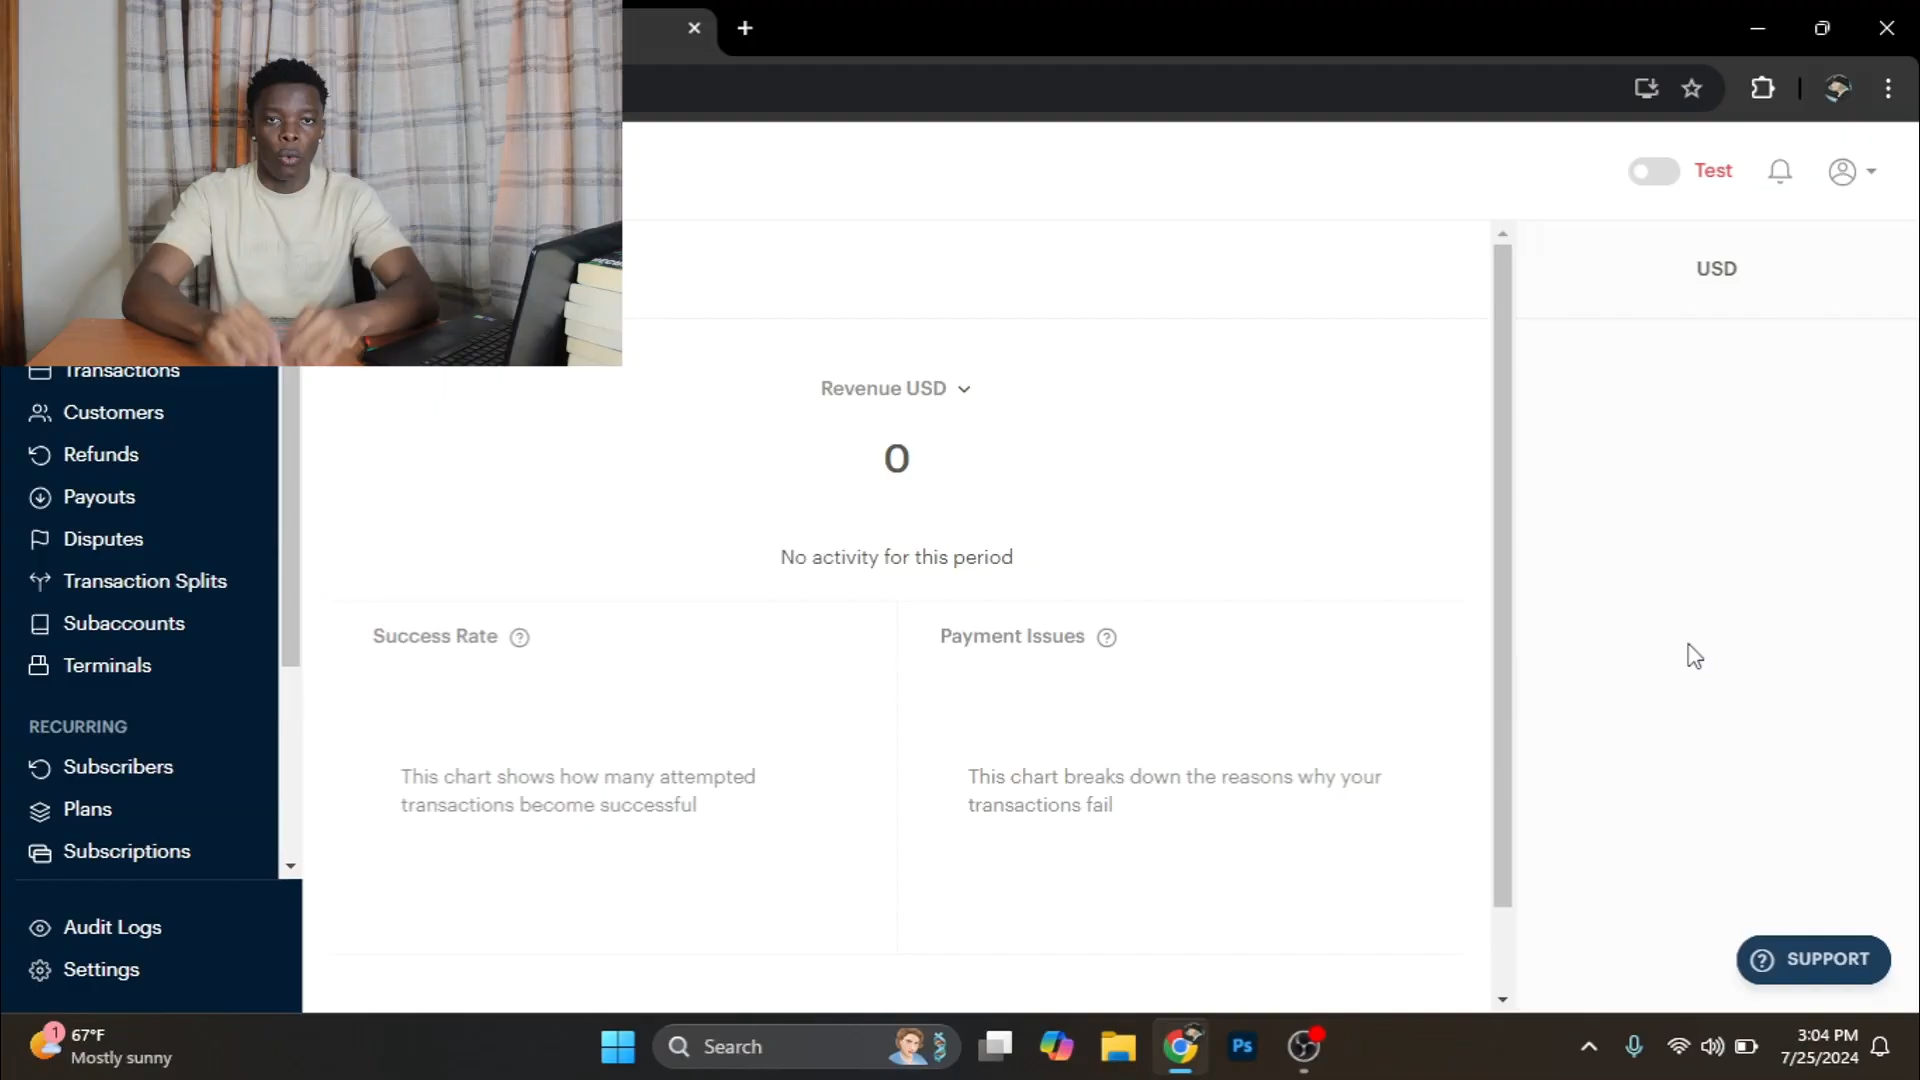 Test
USD
Revenue USD
0
No activity for this period
Success Rate
Payment Issues
This chart shows how many attempted
transactions become successful
This chart breaks down the reasons why your
transactions fail
Transactions
Customers
Refunds
Payouts
Disputes
Transaction Splits
Subaccounts
Terminals
RECURRING
Subscribers
Plans
Subscriptions
Audit Logs
Settings
SUPPORT
1
67°F
Mostly sunny
Search
Ps
3:04 PM
7/25/2024